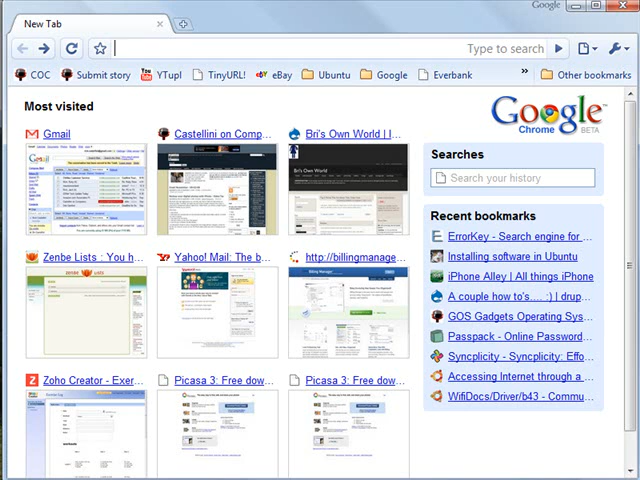 Google
New Tab
Type to search
COC
Submit story
YTupl
TinyURL!
eBay
Ubuntu
Google
Everbank
»
Other bookmarks
Most visited
Google™
Chrome BETA
Gmail
Castellini on Comp...
Bri's Own World | I...
Searches
Search your history
Recent bookmarks
ErrorKey - Search engine for ...
Installing software in Ubuntu
iPhone Alley | All things iPhone
A couple how to's.... :) | drup...
GOS Gadgets Operating Sys...
Passpack - Online Password...
Syncplicity - Syncplicity: Effo...
Accessing Internet through a ...
WifiDocs/Driver/b43 - Commu...
Zenbe Lists : You h...
Yahoo! Mail: The b...
http://billingmanage...
ZENBE LISTS
Zoho Creator - Exer...
Picasa 3: Free dow...
Picasa 3: Free dow...